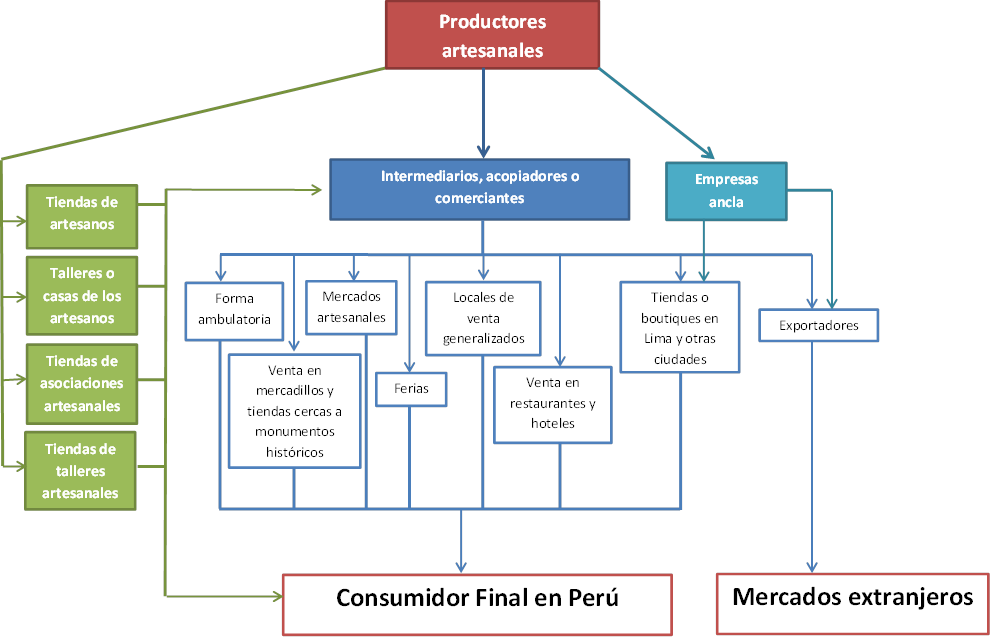 Productores
artesanales
Intermediarios, acopiadores o
comerciantes
Empresas
ancla
Tiendas de
artesanos
Talleres o
casas de los
artesanos
Tiendas de
asociaciones
artesanales
Tiendas de
talleres
artesanales
Forma
ambulatoria
Venta en
mercadillos y
tiendas cercas a
monumentos
históricos
Mercados
artesanales
Ferias
Locales de
venta
generalizados
Venta en
restaurantes y
hoteles
Tiendas o
boutiques en
Lima y otras
ciudades
Exportadores
Consumidor Final en Perú
Mercados extranjeros